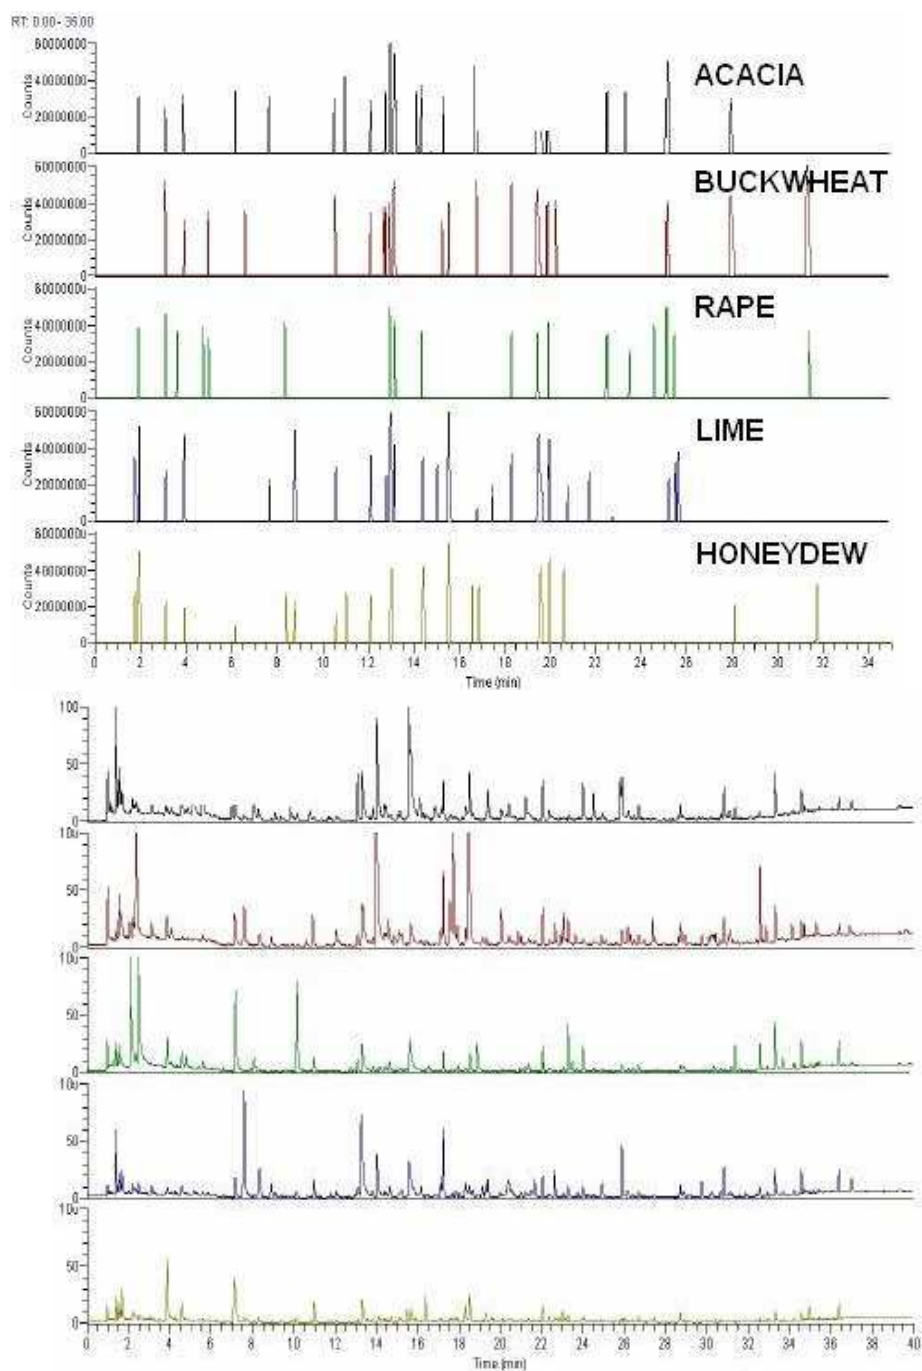 RT: 0.00 - 35.00
60000000
40000000
20000000
0
Counts
ACACIA
60000000
40000000
20000000
0
Counts
BUCKWHEAT
60000000
40000000
20000000
0
Counts
RAPE
60000000
40000000
20000000
0
Counts
LIME
60000000
40000000
20000000
0
Counts
HONEYDEW
0 2 4 6 8 10 12 14 16 18 20 22 24 26 28 30 32 34
Time (min)
100
50
0
100
50
0
100
50
0
100
50
0
100
50
0
0 2 4 6 8 10 12 14 16 18 20 22 24 26 28 30 32 34 36 38 40
Time (min)